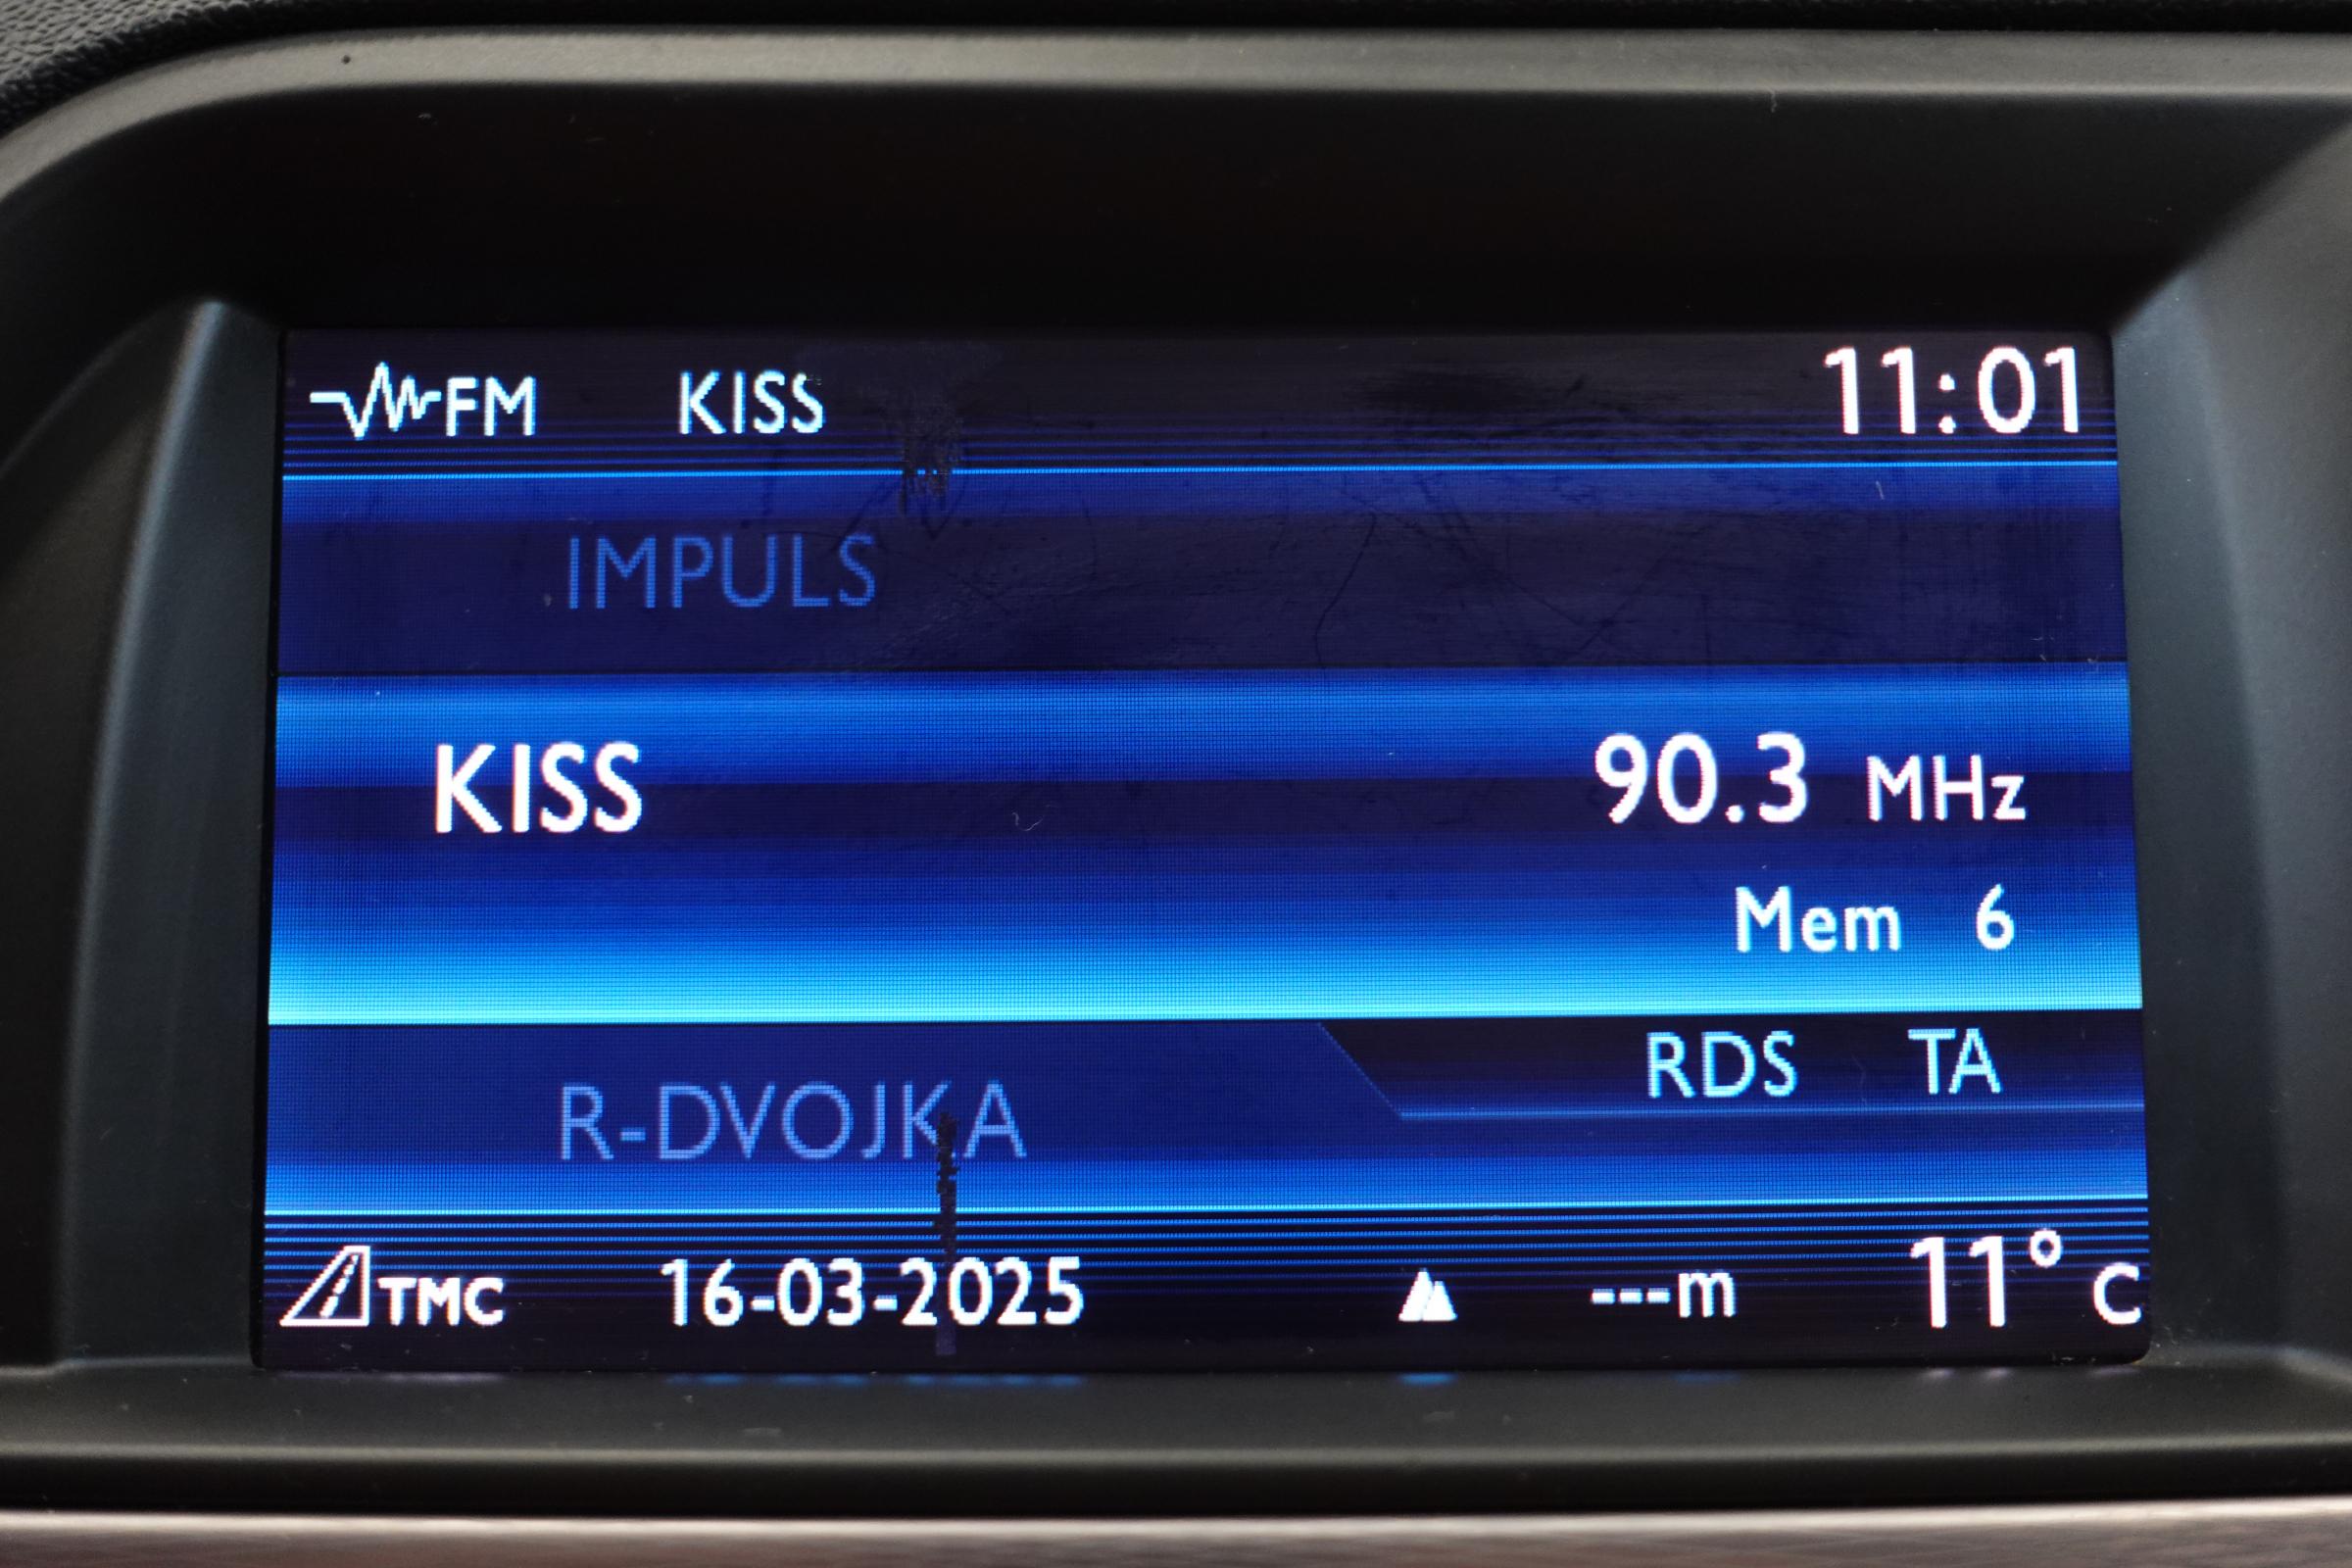 FM KISS 11:01
IMPULS
KISS 90.3 MHz
Mem 6
RDS TA
R-DVOJKA
TMC 16-03-2025 ---m 11° C